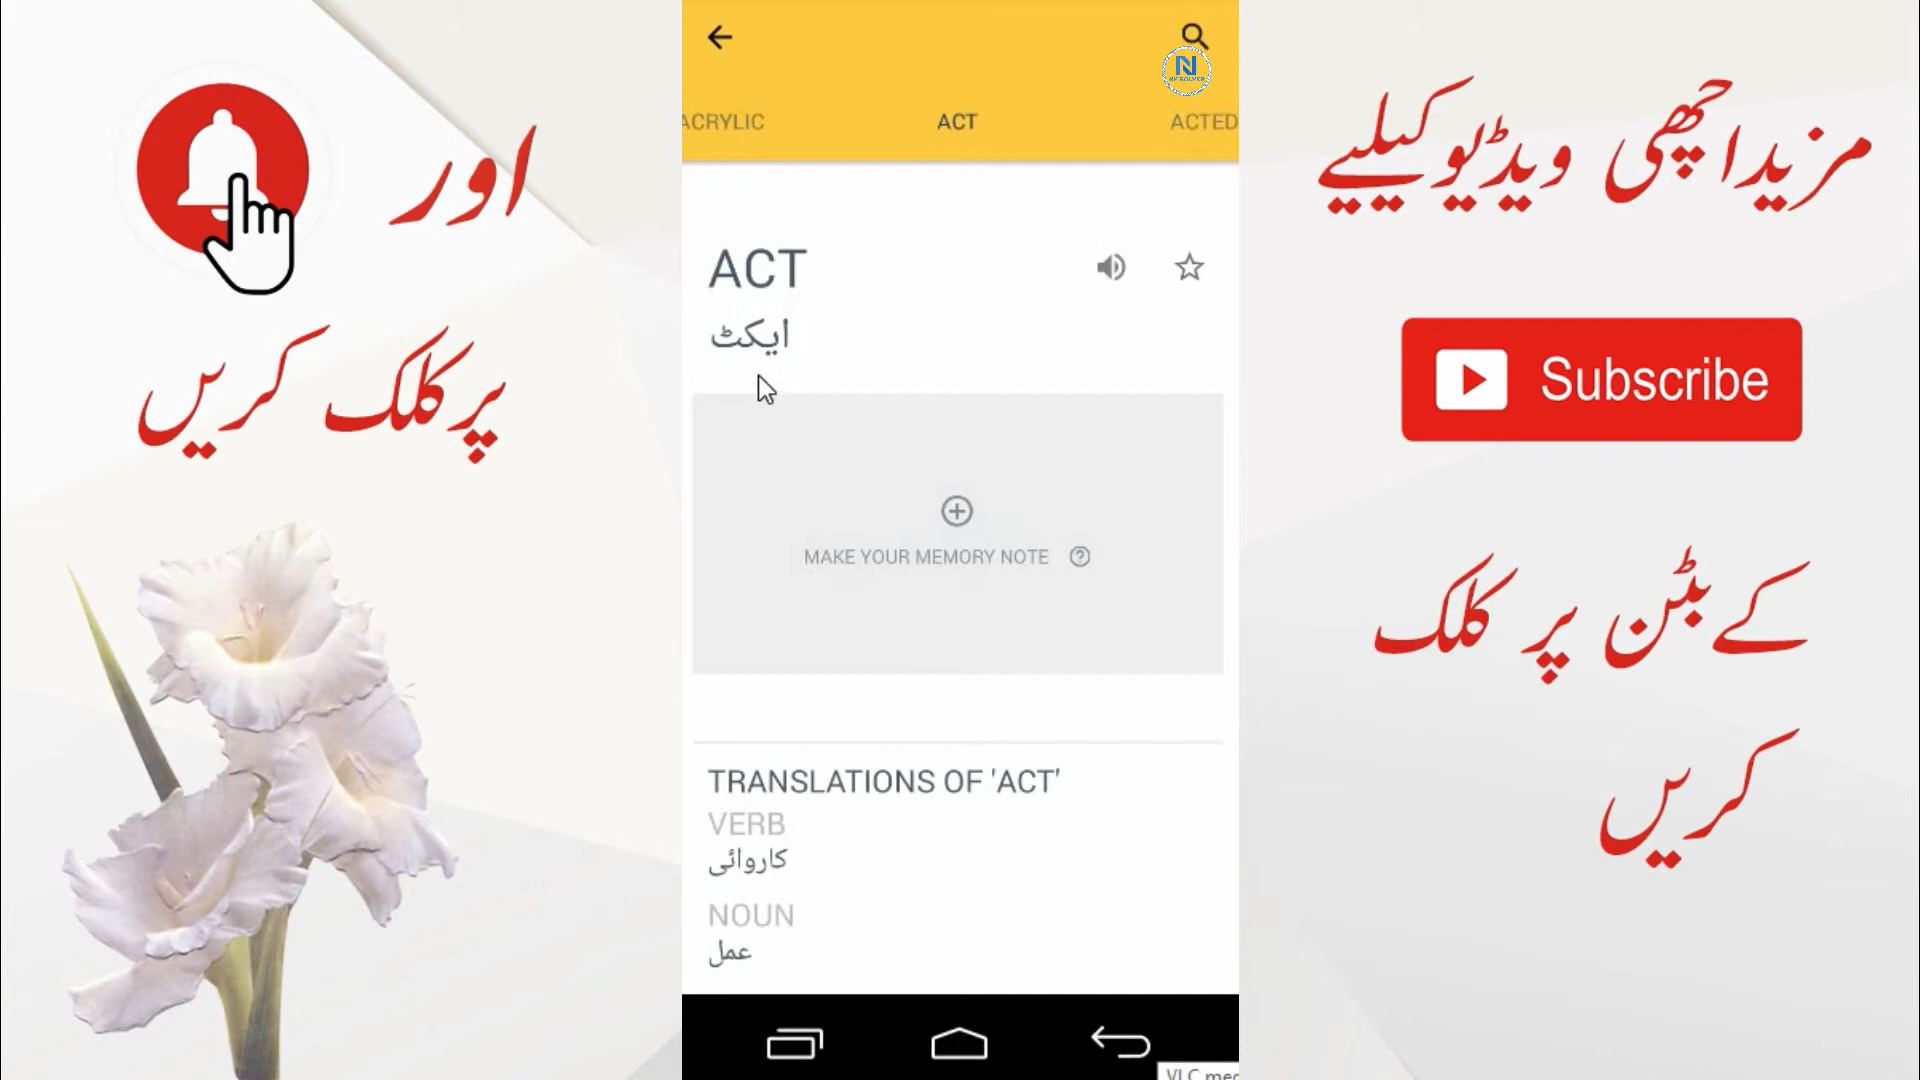 اور
پر کلک کریں
ACRYLIC ACT ACTED
ACT
ایکٹ
MAKE YOUR MEMORY NOTE
TRANSLATIONS OF 'ACT'
VERB
کاروائی
NOUN
عمل
مزید اچھی ویڈیو کیلیے
Subscribe
کے بٹن پر کلک
کریں